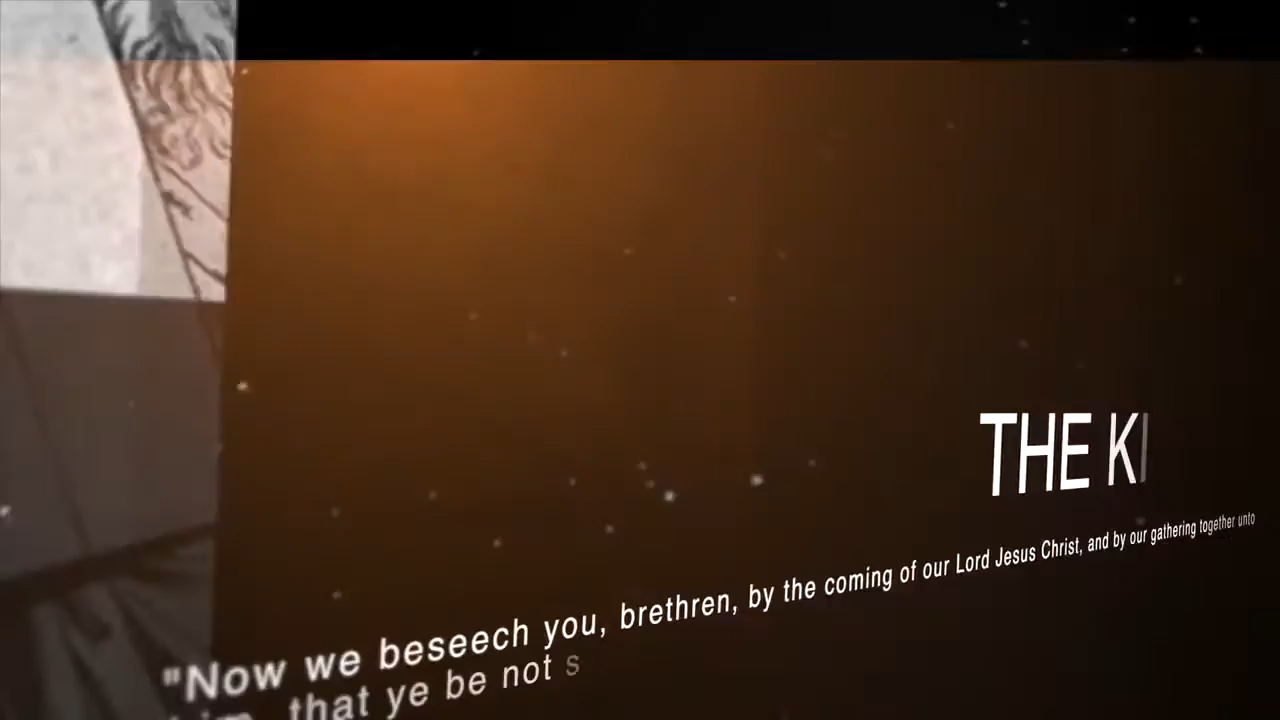 THE KI
"Now we beseech you, brethren, by the coming of our Lord Jesus Christ, and by our gathering together unto
him, that ye be not s